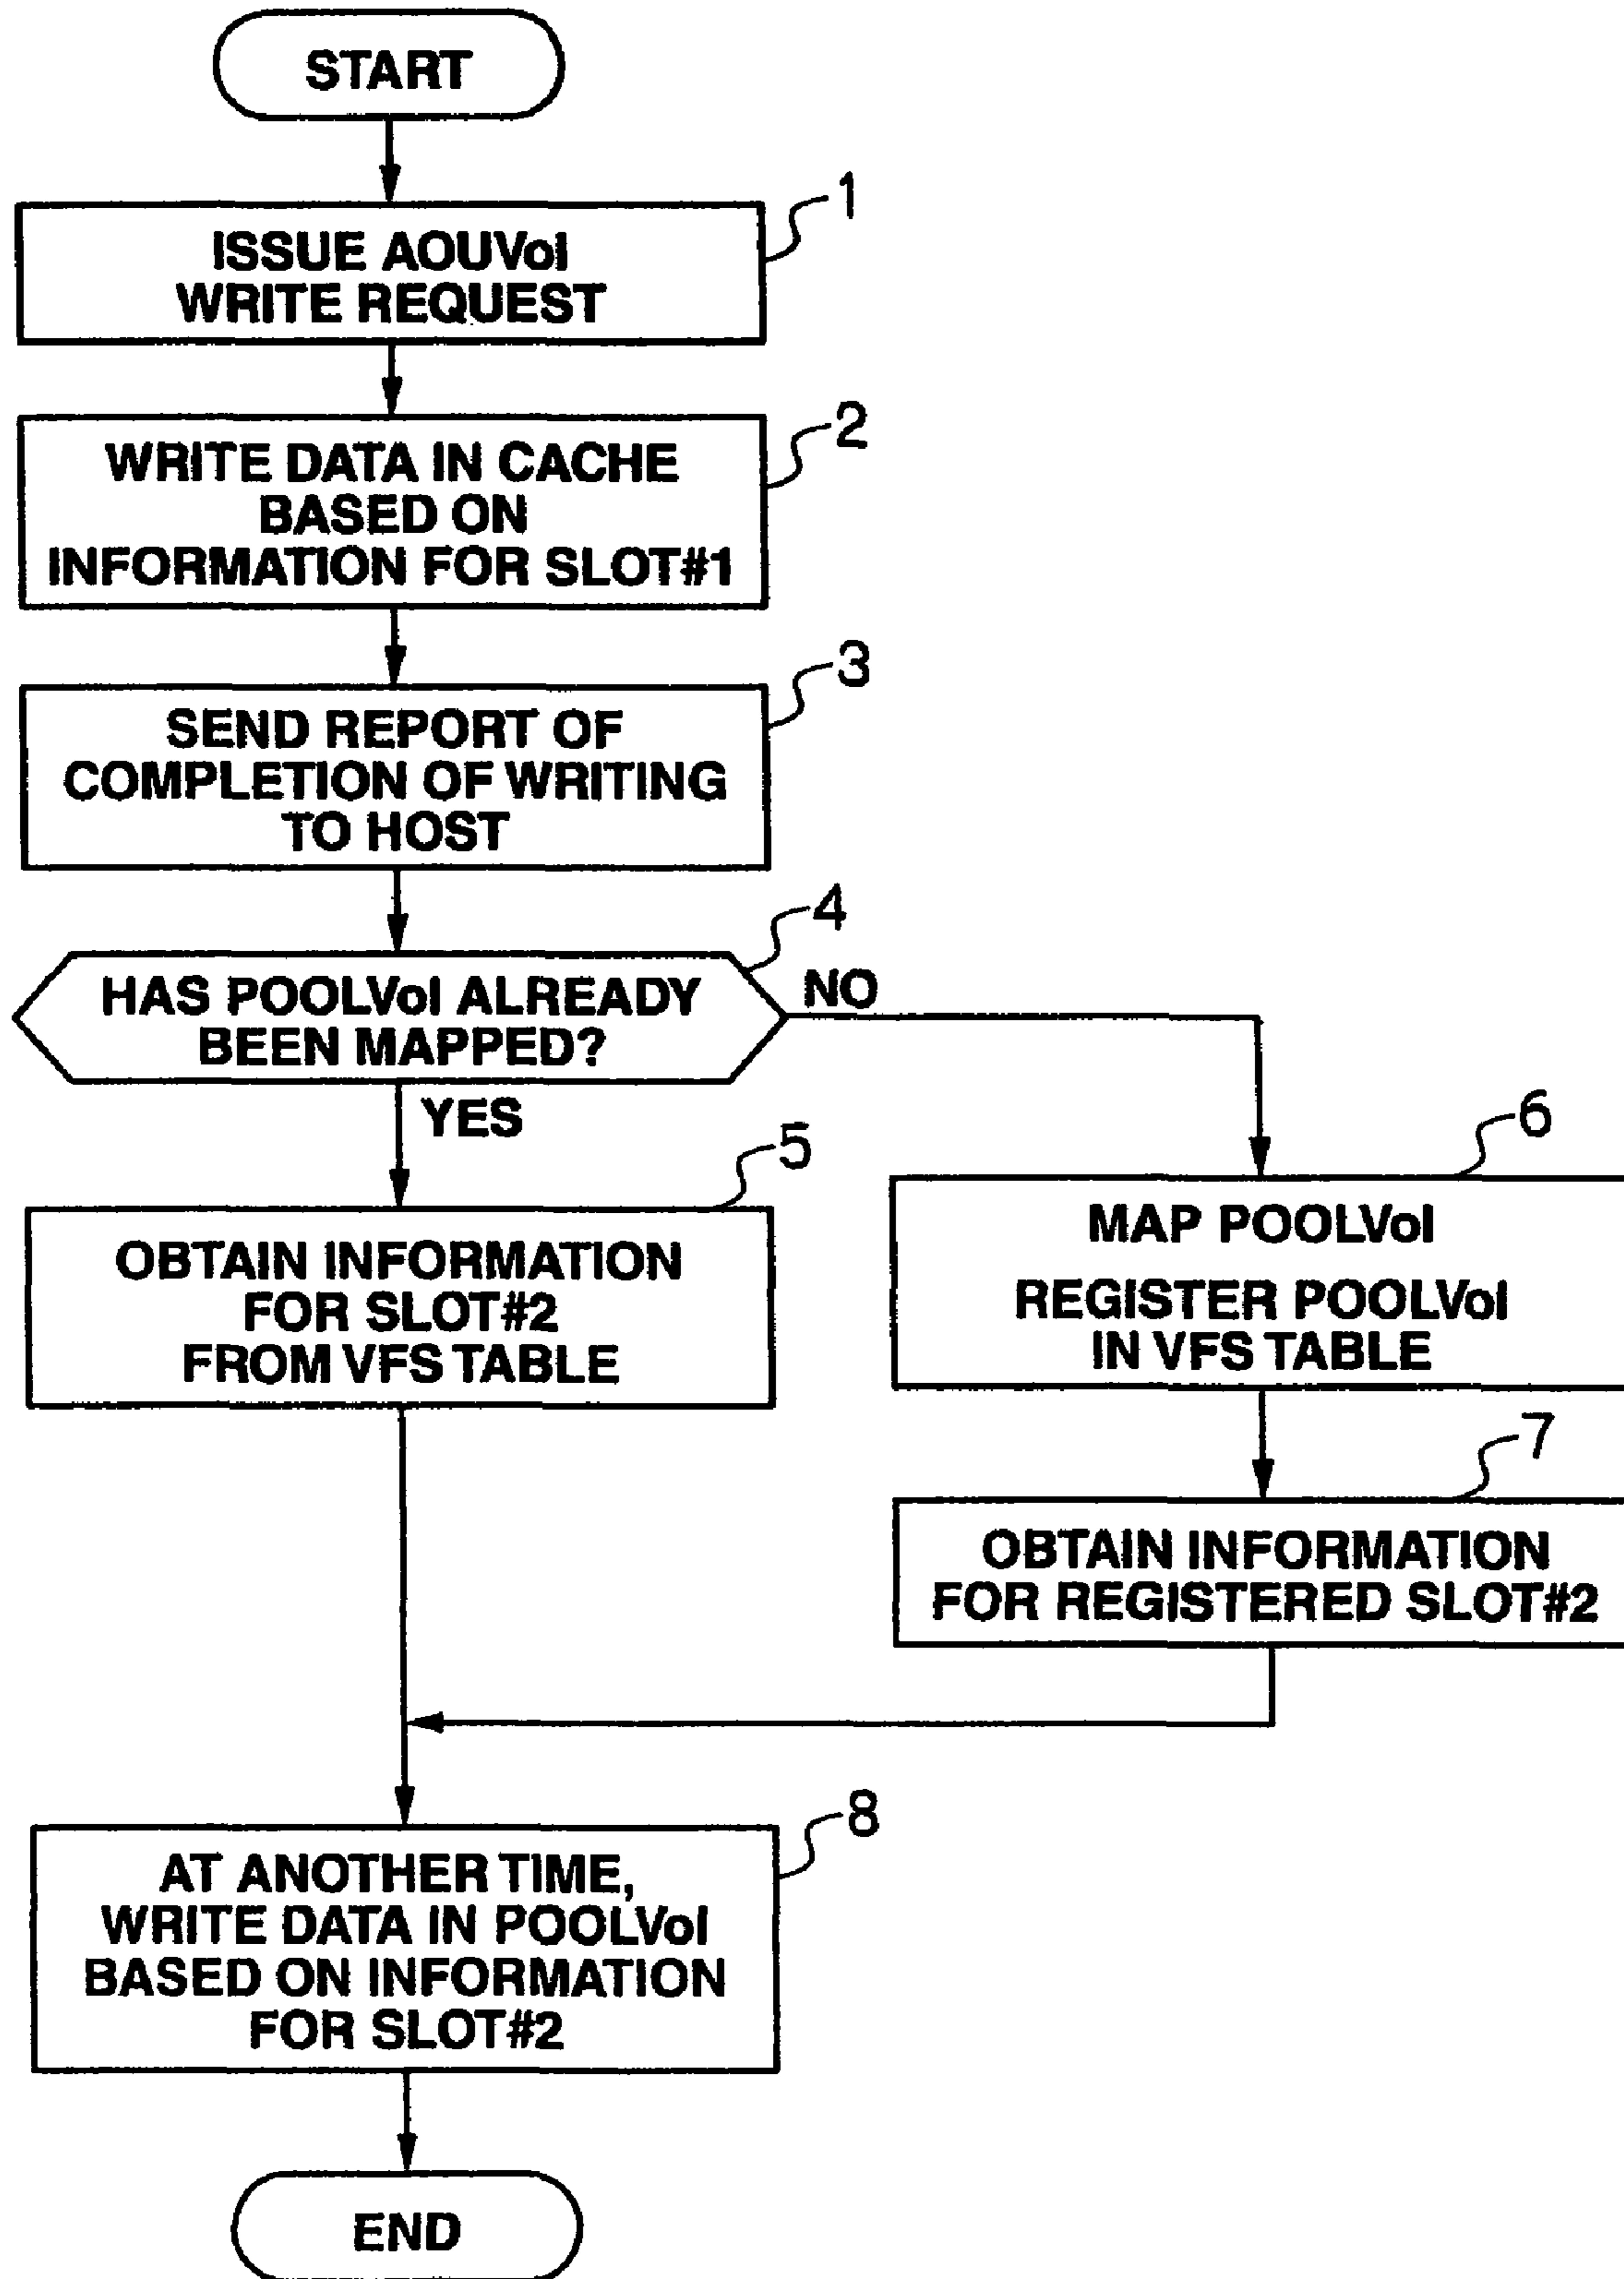 START
1
ISSUE AOUVol
WRITE REQUEST
2
WRITE DATA IN CACHE
BASED ON
INFORMATION FOR SLOT#1
3
SEND REPORT OF
COMPLETION OF WRITING
TO HOST
4
HAS POOLVol ALREADY
BEEN MAPPED?
NO
YES
5
OBTAIN INFORMATION
FOR SLOT#2
FROM VFS TABLE
6
MAP POOLVol
REGISTER POOLVol
IN VFS TABLE
7
OBTAIN INFORMATION
FOR REGISTERED SLOT#2
8
AT ANOTHER TIME,
WRITE DATA IN POOLVol
BASED ON INFORMATION
FOR SLOT#2
END